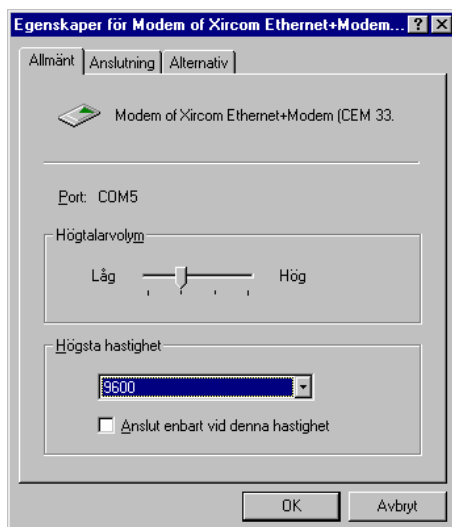 Egenskaper för Modem of Xircom Ethernet+Modem...
Allmänt Anslutning Alternativ
Modem of Xircom Ethernet+Modem (CEM 33.
Port: COM5
Högtalarvolym
Låg Hög
Högsta hastighet
9600
Anslut enbart vid denna hastighet
OK Avbryt